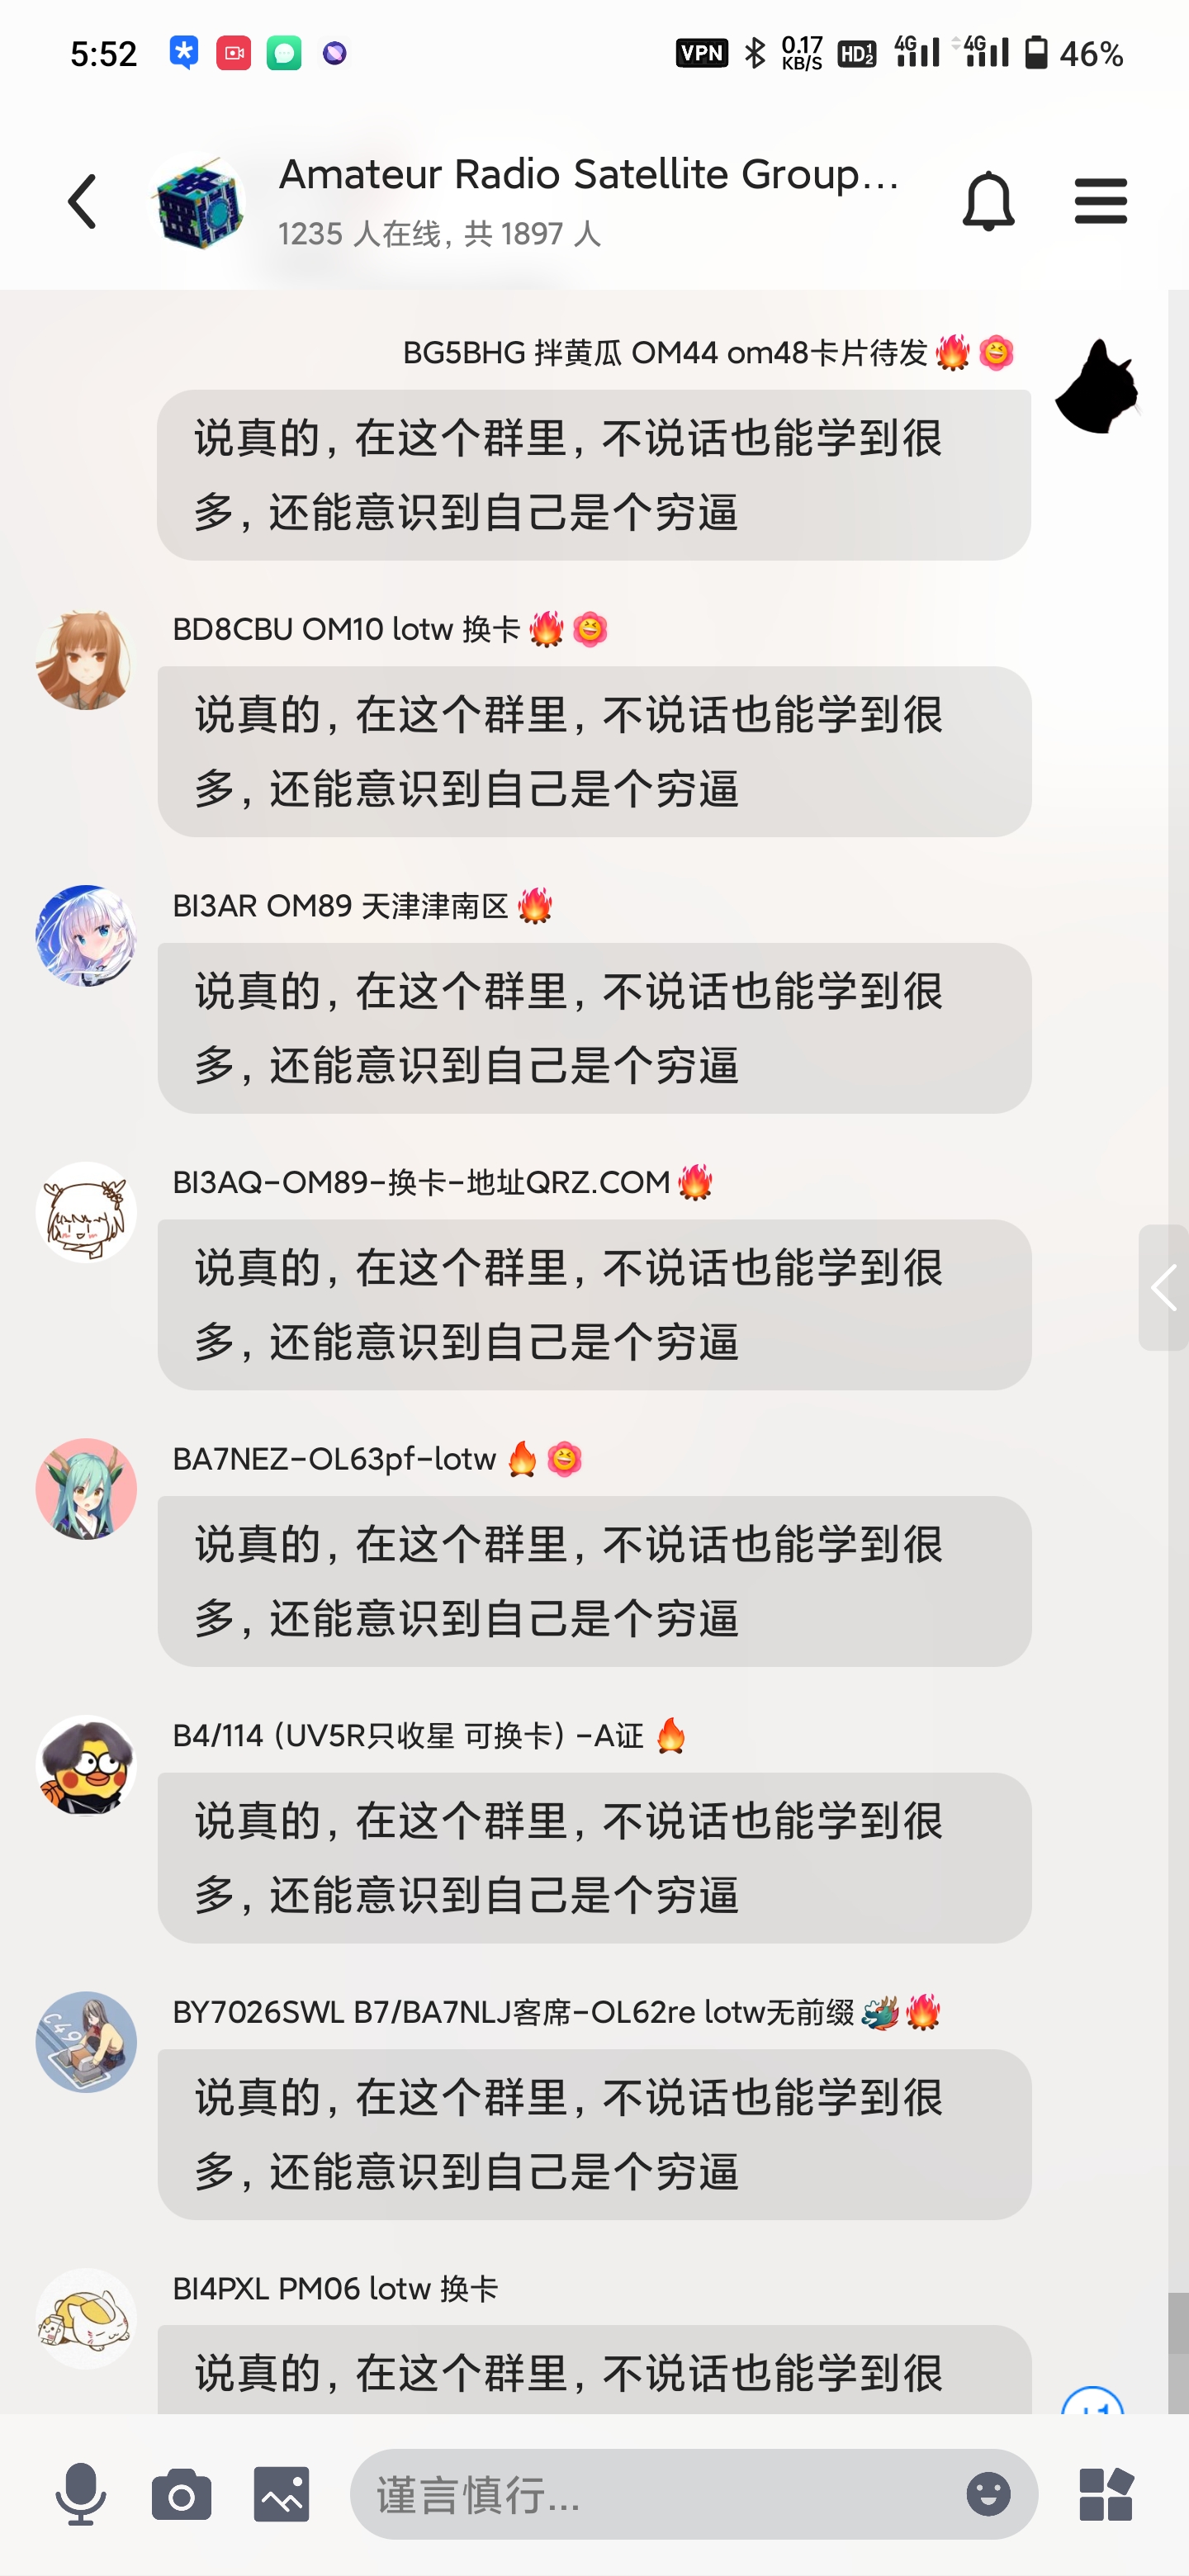 5:52 VPN 0.17 KB/S HD 1 2 4G 4G 46%
Amateur Radio Satellite Group...
1235 人在线, 共 1897 人
BG5BHG 拌黄瓜 OM44 om48卡片待发🔥
说真的, 在这个群里, 不说话也能学到很
多, 还能意识到自己是个穷逼
BD8CBU OM10 lotw 换卡🔥
说真的, 在这个群里, 不说话也能学到很
多, 还能意识到自己是个穷逼
BI3AR OM89 天津津南区🔥
说真的, 在这个群里, 不说话也能学到很
多, 还能意识到自己是个穷逼
BI3AQ-OM89-换卡-地址QRZ.COM🔥
说真的, 在这个群里, 不说话也能学到很
多, 还能意识到自己是个穷逼
BA7NEZ-OL63pf-lotw 🔥
说真的, 在这个群里, 不说话也能学到很
多, 还能意识到自己是个穷逼
B4/114 (UV5R只收星 可换卡) -A证 🔥
说真的, 在这个群里, 不说话也能学到很
多, 还能意识到自己是个穷逼
BY7026SWL B7/BA7NLJ客席-OL62re lotw无前缀🐲🔥
说真的, 在这个群里, 不说话也能学到很
多, 还能意识到自己是个穷逼
BI4PXL PM06 lotw 换卡
说真的, 在这个群里, 不说话也能学到很
+1
谨言慎行...